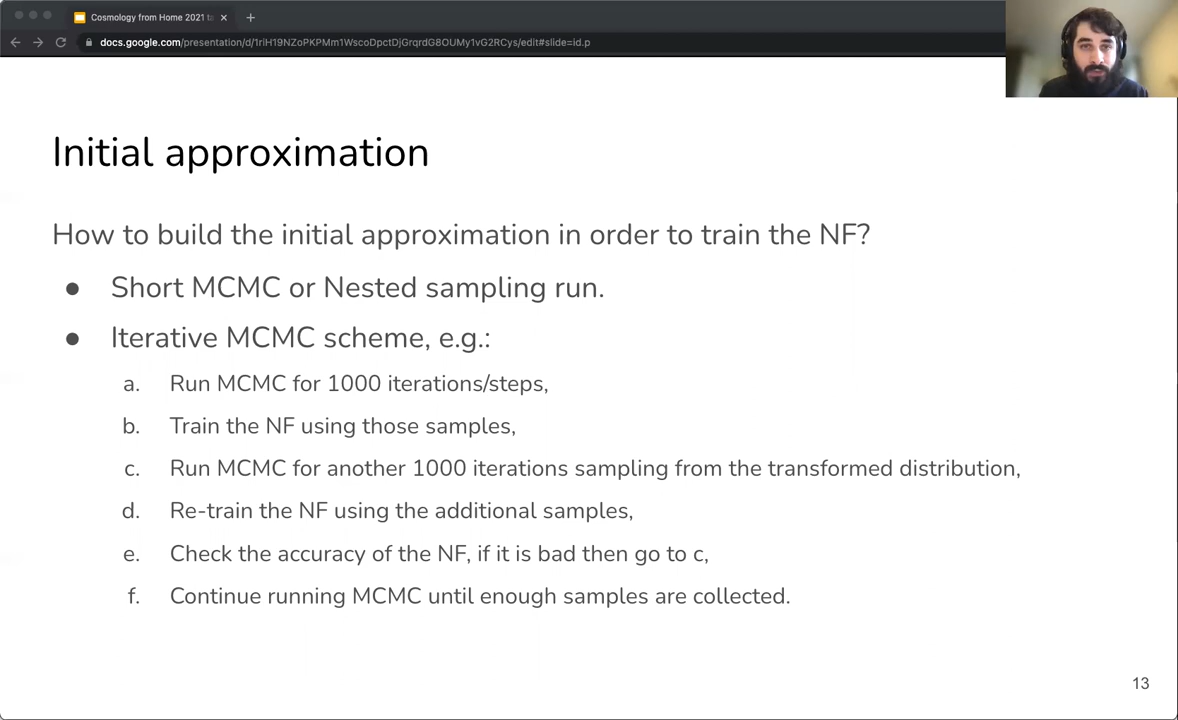 Cosmology from Home 2021 t
docs.google.com/presentation/d/1riH19NZoPKPMm1WscoDpctDjGrqrdG8OUMy1vG2RCys/edit#slide=id.p
Initial approximation
How to build the initial approximation in order to train the NF?
● Short MCMC or Nested sampling run.
● Iterative MCMC scheme, e.g.:
a. Run MCMC for 1000 iterations/steps,
b. Train the NF using those samples,
c. Run MCMC for another 1000 iterations sampling from the transformed distribution,
d. Re-train the NF using the additional samples,
e. Check the accuracy of the NF, if it is bad then go to c,
f. Continue running MCMC until enough samples are collected.
13